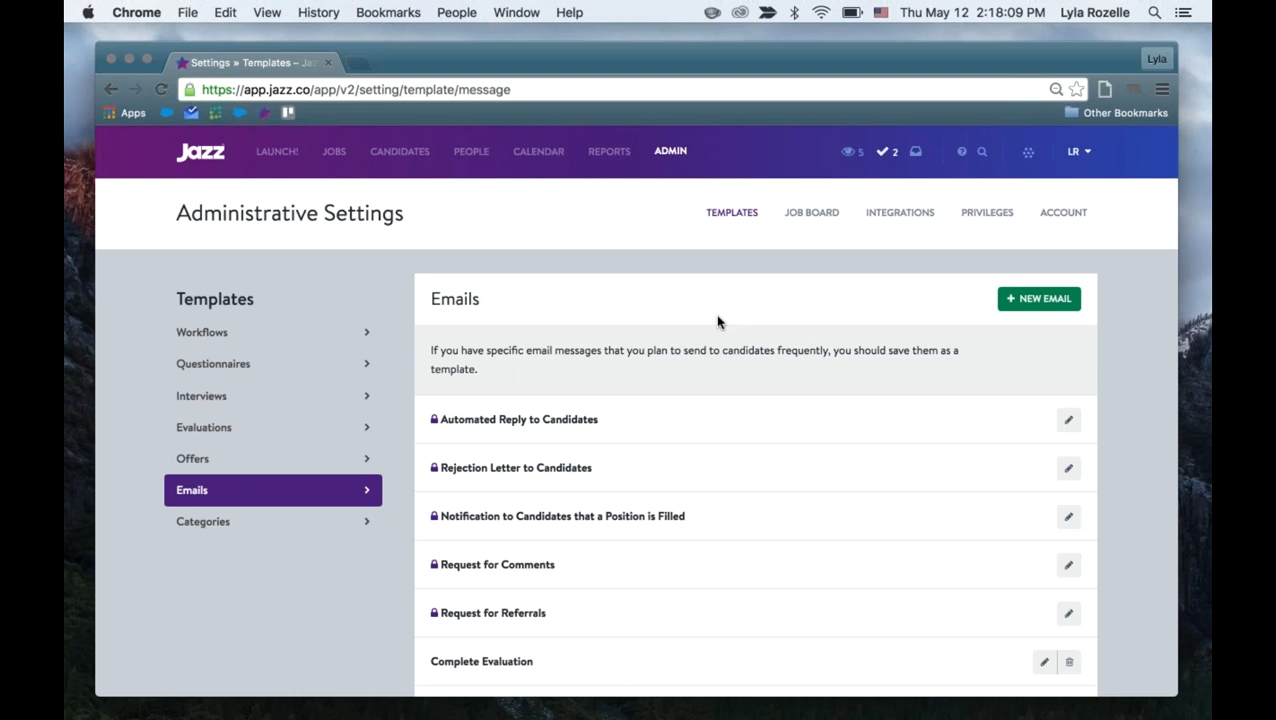 Chrome File Edit View History Bookmarks People Window Help Thu May 12 2:18:09 PM Lyla Rozelle
Settings » Templates – Jaz Lyla
https://app.jazz.co/app/v2/setting/template/message
Apps Other Bookmarks
Jazz LAUNCH! JOBS CANDIDATES PEOPLE CALENDAR REPORTS ADMIN 5 2 LR
Administrative Settings TEMPLATES JOB BOARD INTEGRATIONS PRIVILEGES ACCOUNT
Templates
Workflows
Questionnaires
Interviews
Evaluations
Offers
Emails
Categories
Emails + NEW EMAIL
If you have specific email messages that you plan to send to candidates frequently, you should save them as a
template.
Automated Reply to Candidates
Rejection Letter to Candidates
Notification to Candidates that a Position is Filled
Request for Comments
Request for Referrals
Complete Evaluation